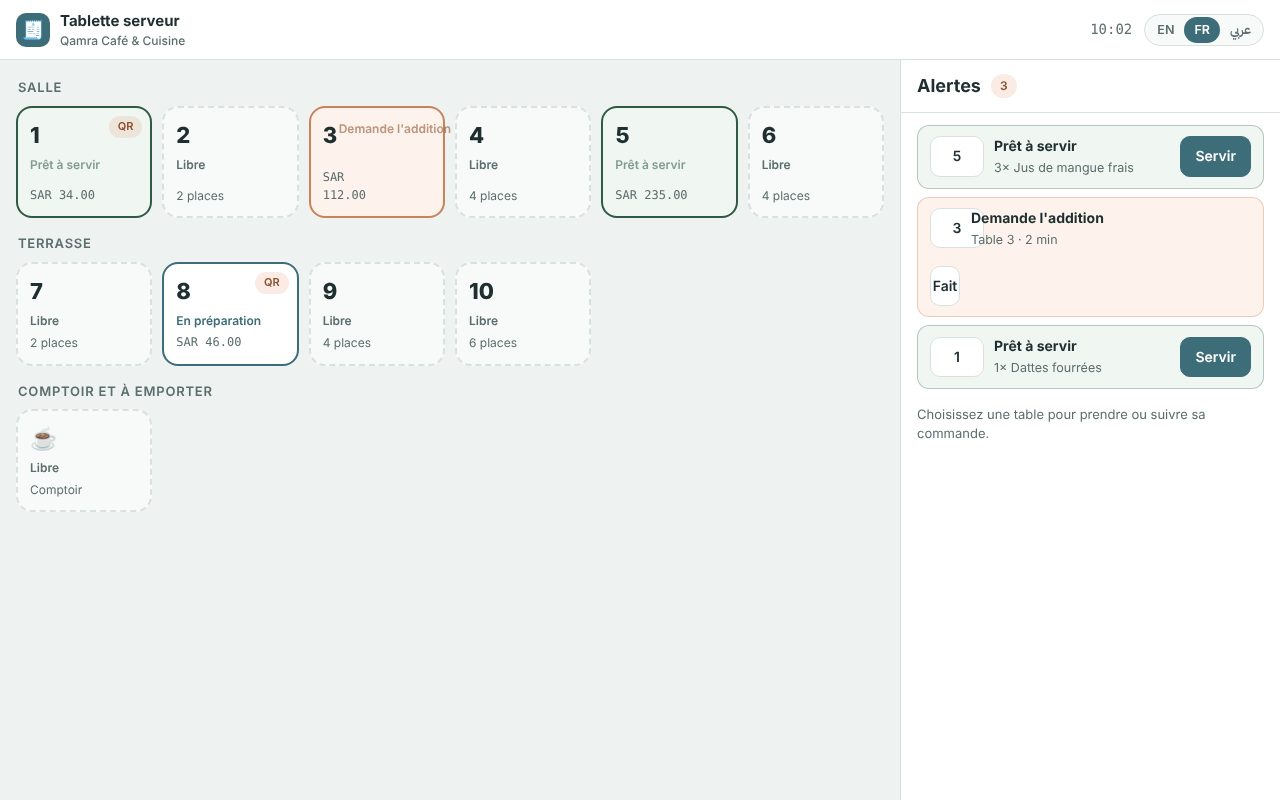 Tablette serveur
Qamra Café & Cuisine
10:02
EN FR عربي
SALLE
1 QR
Prêt à servir
SAR 34.00
2
Libre
2 places
3 Demande l'addition
SAR
112.00
4
Libre
4 places
5
Prêt à servir
SAR 235.00
6
Libre
4 places
TERRASSE
7
Libre
2 places
8 QR
En préparation
SAR 46.00
9
Libre
4 places
10
Libre
6 places
COMPTOIR ET À EMPORTER
Libre
Comptoir
Alertes 3
5 Prêt à servir
3× Jus de mangue frais
Servir
3 Demande l'addition
Table 3 · 2 min
Fait
1 Prêt à servir
1× Dattes fourrées
Servir
Choisissez une table pour prendre ou suivre sa
commande.